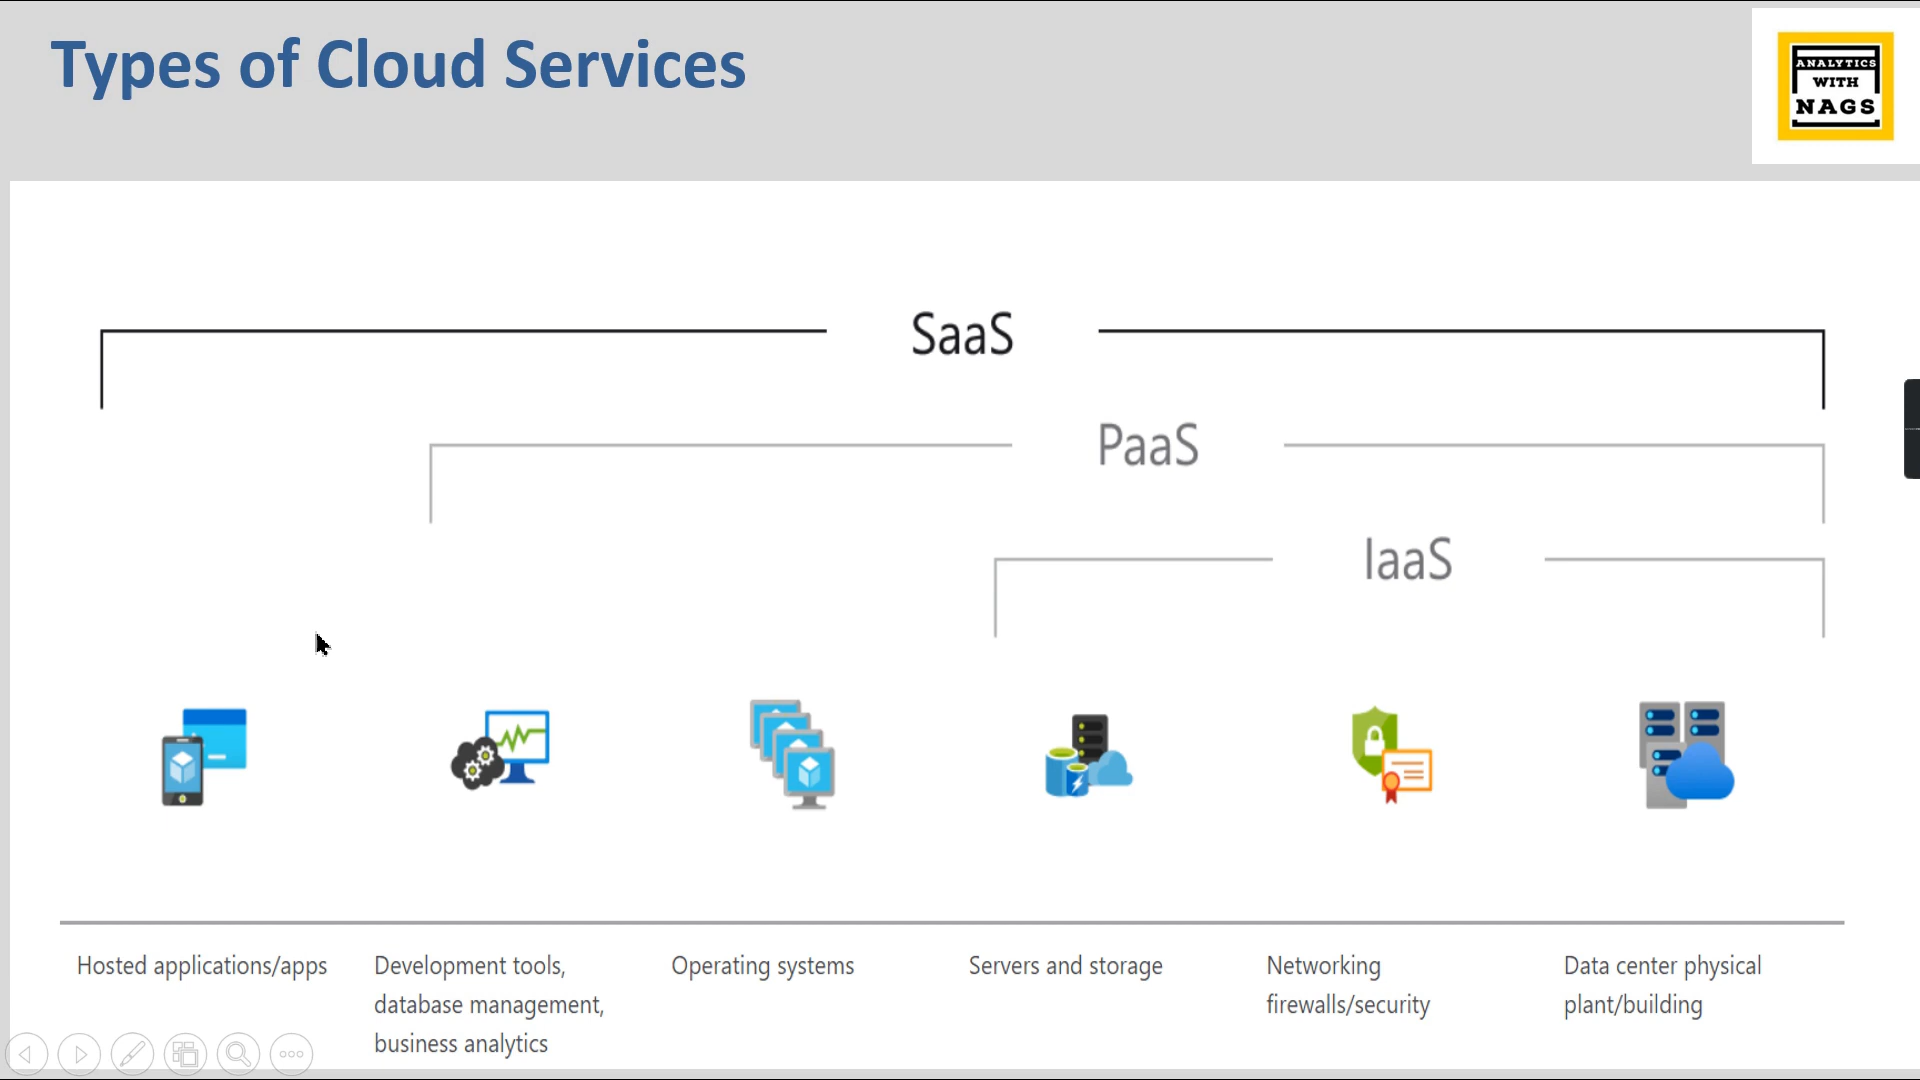 Types of Cloud Services
ANALYTICS
WITH
NAGS
SaaS
PaaS
IaaS
Hosted applications/apps
Development tools,
database management,
business analytics
Operating systems
Servers and storage
Networking
firewalls/security
Data center physical
plant/building